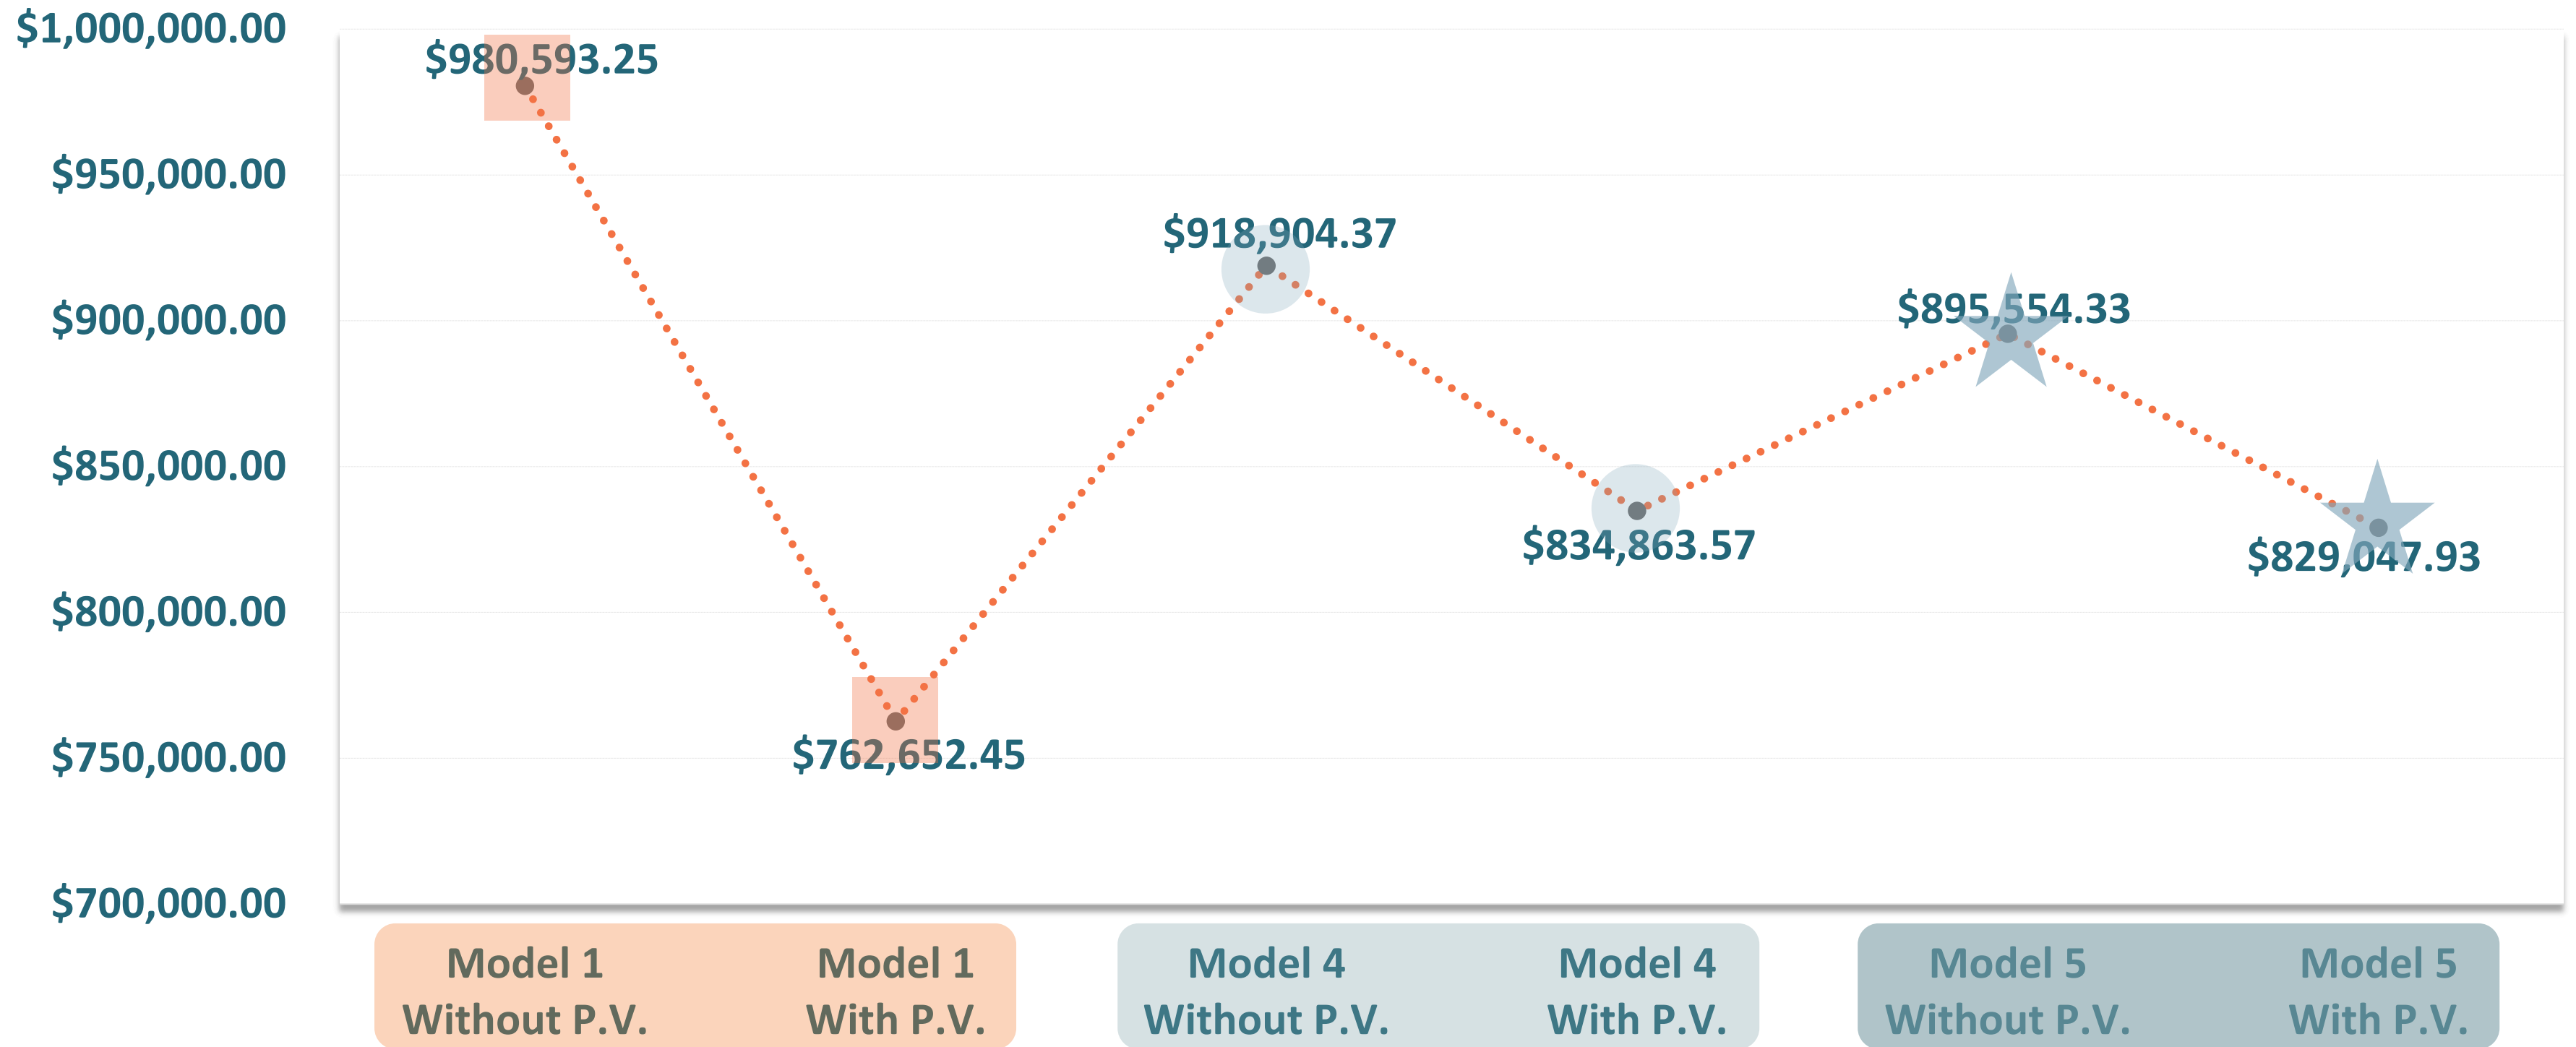 $1,000,000.00
$950,000.00
$900,000.00
$850,000.00
$800,000.00
$750,000.00
$700,000.00
$980,593.25
$762,652.45
$918,904.37
$834,863.57
$895,554.33
$829,047.93
Model 1
Without P.V.
Model 1
With P.V.
Model 4
Without P.V.
Model 4
With P.V.
Model 5
Without P.V.
Model 5
With P.V.